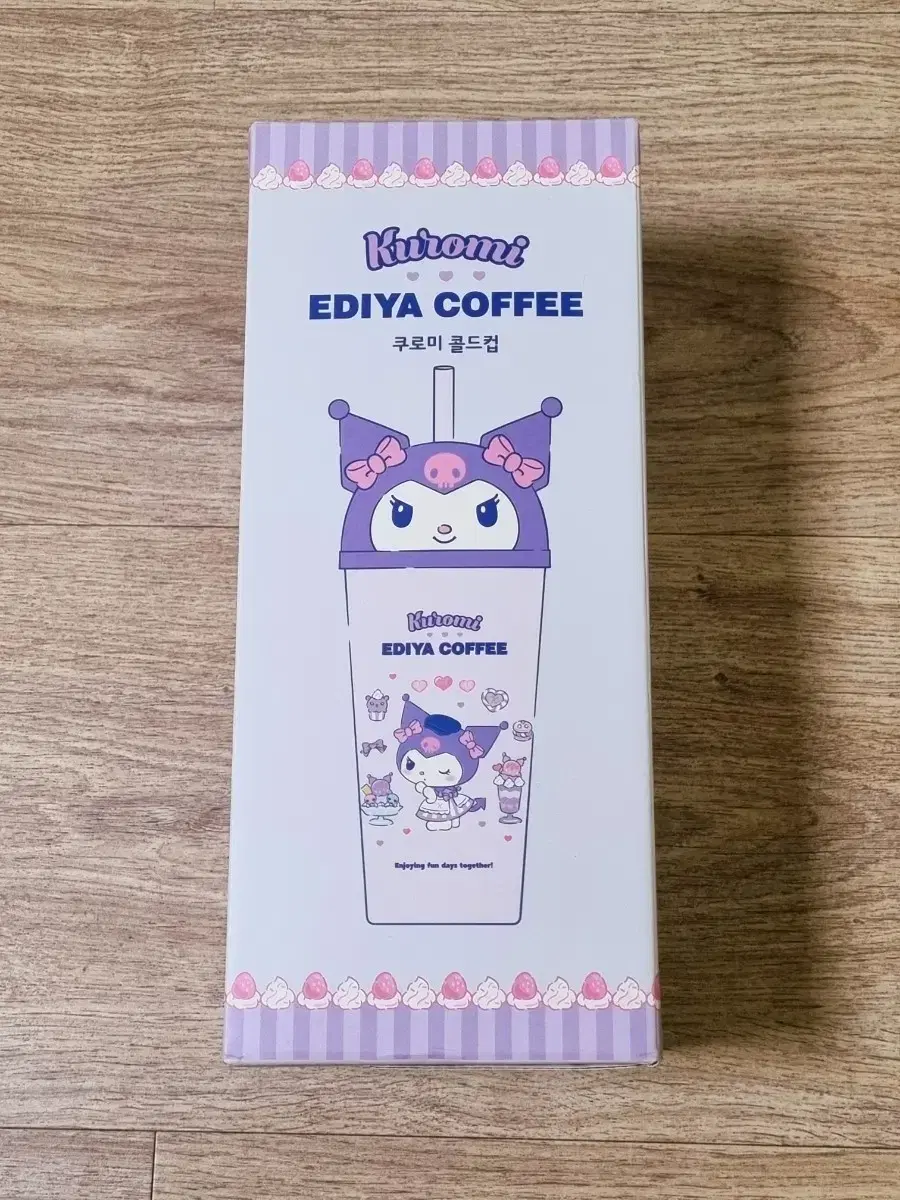 Kuromi
EDIYA COFFEE
쿠로미 콜드컵
Kuromi
EDIYA COFFEE
Enjoying fun days together!